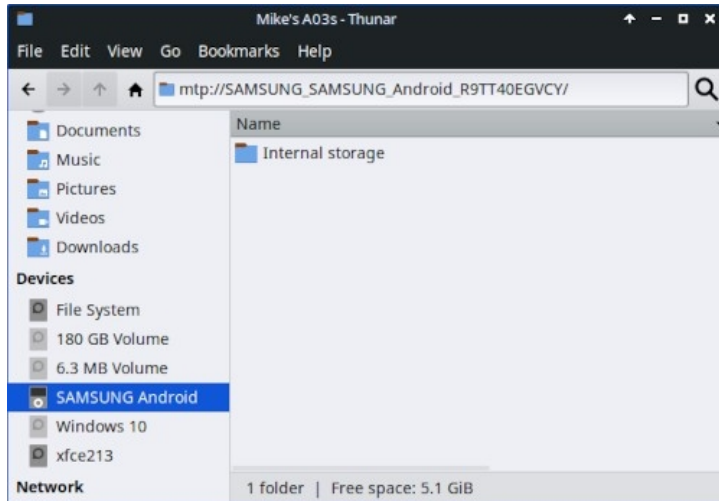 Mike's A03s - Thunar
File Edit View Go Bookmarks Help
mtp://SAMSUNG_SAMSUNG_Android_R9TT40EGVCY/
Documents
Music
Pictures
Videos
Downloads
Devices
File System
180 GB Volume
6.3 MB Volume
SAMSUNG Android
Windows 10
xfce213
Network
Name
Internal storage
1 folder | Free space: 5.1 GiB